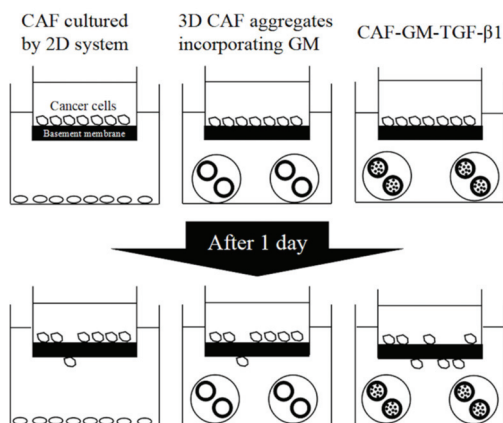 CAF cultured
by 2D system
3D CAF aggregates
incorporating GM
CAF-GM-TGF-β1
Cancer cells
Basement membrane
After 1 day